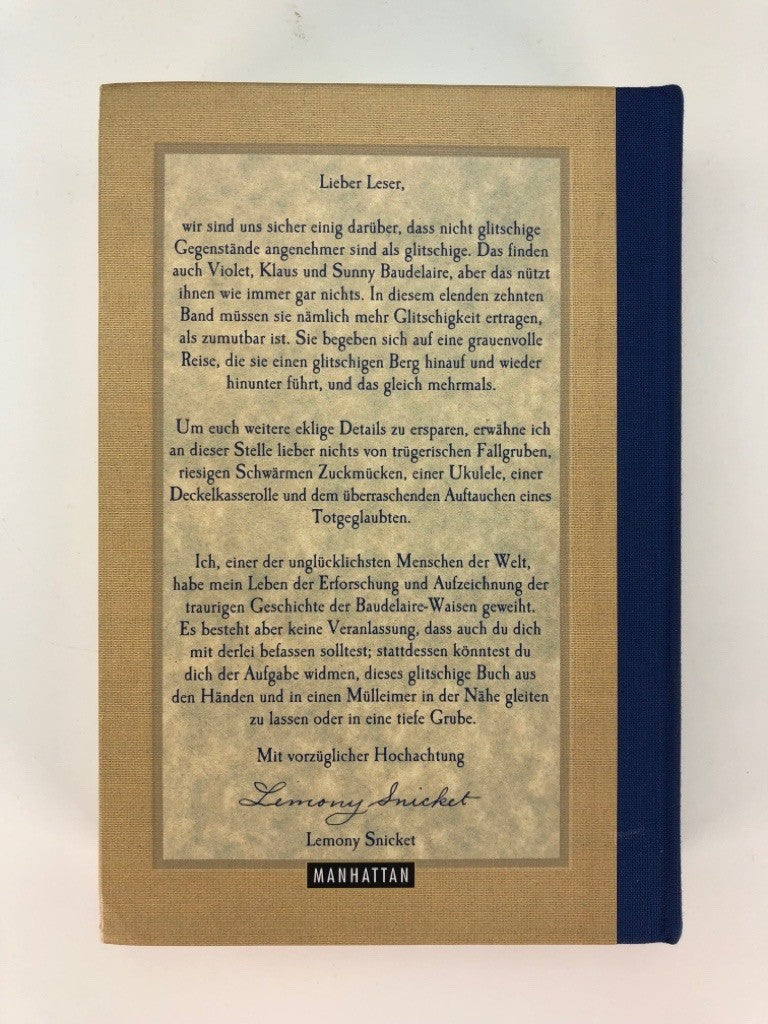 Lieber Leser,
wir sind uns sicher einig darüber, dass nicht glitschige
Gegenstände angenehmer sind als glitschige. Das finden
auch Violet, Klaus und Sunny Baudelaire, aber das nützt
ihnen wie immer gar nichts. In diesem elenden zehnten
Band müssen sie nämlich mehr Glitschigkeit ertragen,
als zumutbar ist. Sie begeben sich auf eine grauenvolle
Reise, die sie einen glitschigen Berg hinauf und wieder
hinunter führt, und das gleich mehrmals.
Um euch weitere eklige Details zu ersparen, erwähne ich
an dieser Stelle lieber nichts von trügerischen Fallgruben,
riesigen Schwärmen Zuckmücken, einer Ukulele, einer
Deckelkasserolle und dem überraschenden Auftauchen eines
Totgeglaubten.
Ich, einer der unglücklichsten Menschen der Welt,
habe mein Leben der Erforschung und Aufzeichnung der
traurigen Geschichte der Baudelaire-Waisen geweiht.
Es besteht aber keine Veranlassung, dass auch du dich
mit derlei befassen solltest; stattdessen könntest du
dich der Aufgabe widmen, dieses glitschige Buch aus
den Händen und in einen Mülleimer in der Nähe gleiten
zu lassen oder in eine tiefe Grube.
Mit vorzüglicher Hochachtung
Lemony Snicket
Lemony Snicket
MANHATTAN